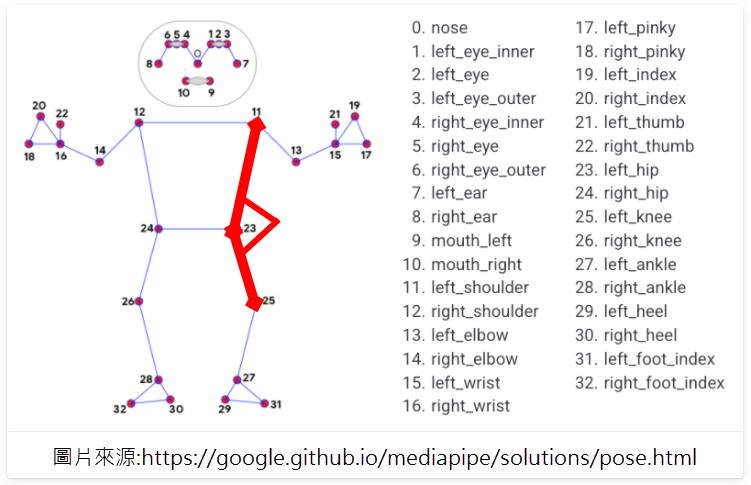 6 5 4 1 2 3
0
8 7
10 9
20 22 12 11 21 19
18 16 14 13 15 17
24 23
26 25
28 27
32 30 29 31
0. nose
1. left_eye_inner
2. left_eye
3. left_eye_outer
4. right_eye_inner
5. right_eye
6. right_eye_outer
7. left_ear
8. right_ear
9. mouth_left
10. mouth_right
11. left_shoulder
12. right_shoulder
13. left_elbow
14. right_elbow
15. left_wrist
16. right_wrist
17. left_pinky
18. right_pinky
19. left_index
20. right_index
21. left_thumb
22. right_thumb
23. left_hip
24. right_hip
25. left_knee
26. right_knee
27. left_ankle
28. right_ankle
29. left_heel
30. right_heel
31. left_foot_index
32. right_foot_index
圖片來源:https://google.github.io/mediapipe/solutions/pose.html